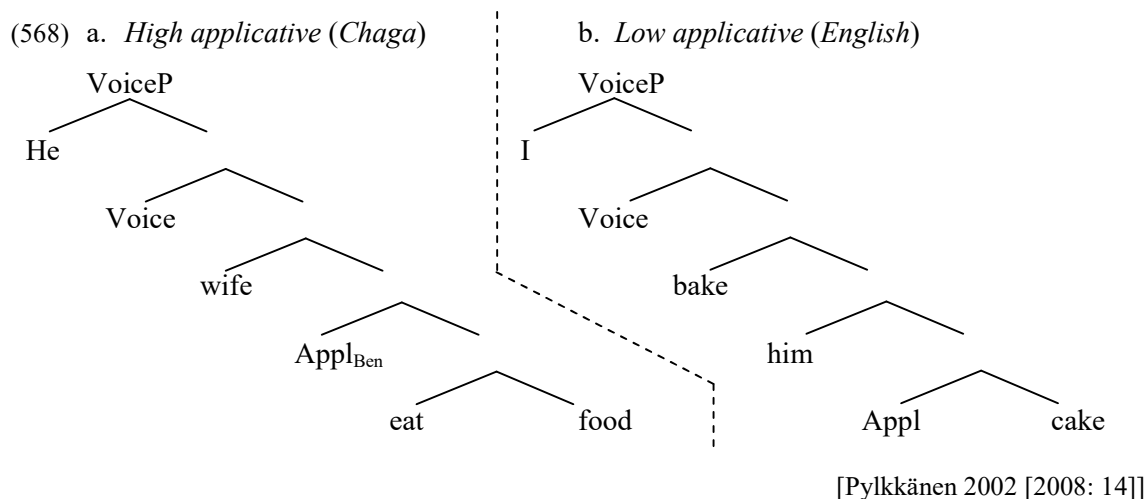 (568) a. High applicative (Chaga) b. Low applicative (English)
VoiceP VoiceP
He I
Voice Voice
wife bake
Appl_Ben him
eat food Appl cake
[Pylkkänen 2002 [2008: 14]]